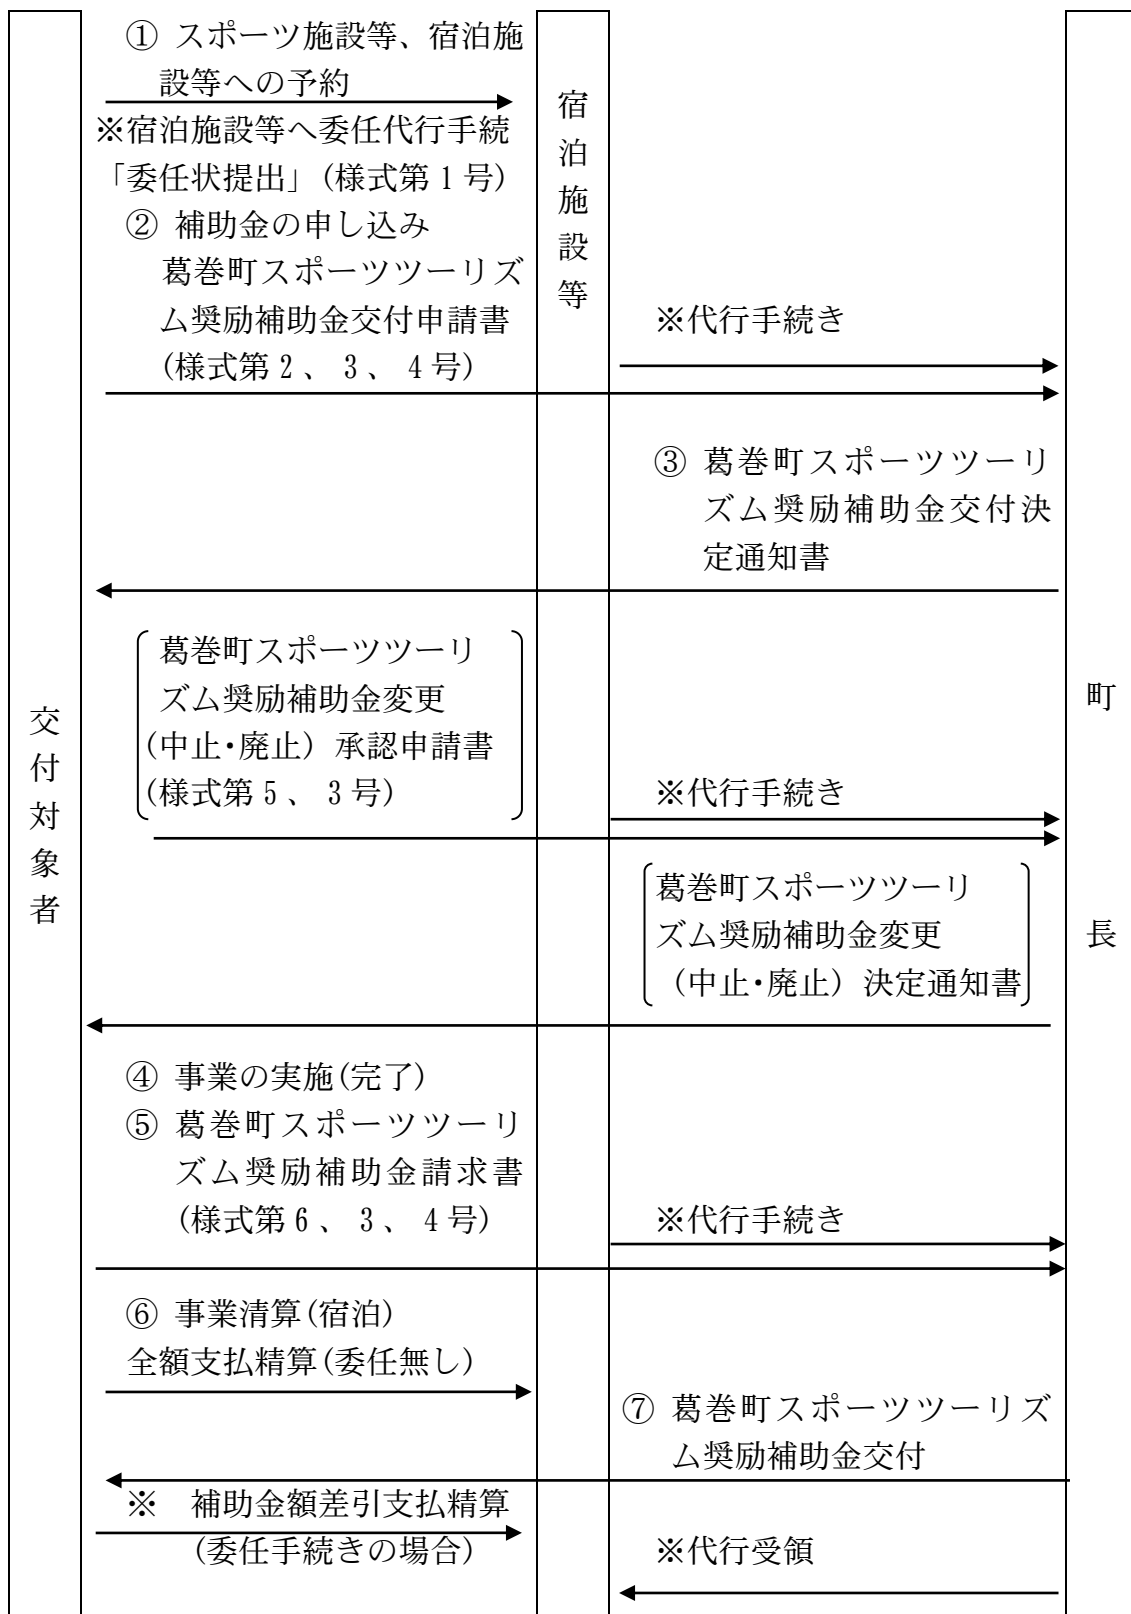 ① スポーツ施設等、宿泊施
設等への予約
※宿泊施設等へ委任代行手続
「委任状提出」(様式第1号)
② 補助金の申し込み
葛巻町スポーツツーリズ
ム奨励補助金交付申請書
(様式第2、3、4号)
宿泊施設等
※代行手続き
③ 葛巻町スポーツツーリ
ズム奨励補助金交付決
定通知書
交付対象者
葛巻町スポーツツーリ
ズム奨励補助金変更
(中止・廃止)承認申請書
(様式第5、3号)
※代行手続き
町長
葛巻町スポーツツーリ
ズム奨励補助金変更
(中止・廃止)決定通知書
④ 事業の実施(完了)
⑤ 葛巻町スポーツツーリ
ズム奨励補助金請求書
(様式第6、3、4号)
※代行手続き
⑥ 事業清算(宿泊)
全額支払精算(委任無し)
⑦ 葛巻町スポーツツーリズ
ム奨励補助金交付
※ 補助金額差引支払精算
(委任手続きの場合)
※代行受領